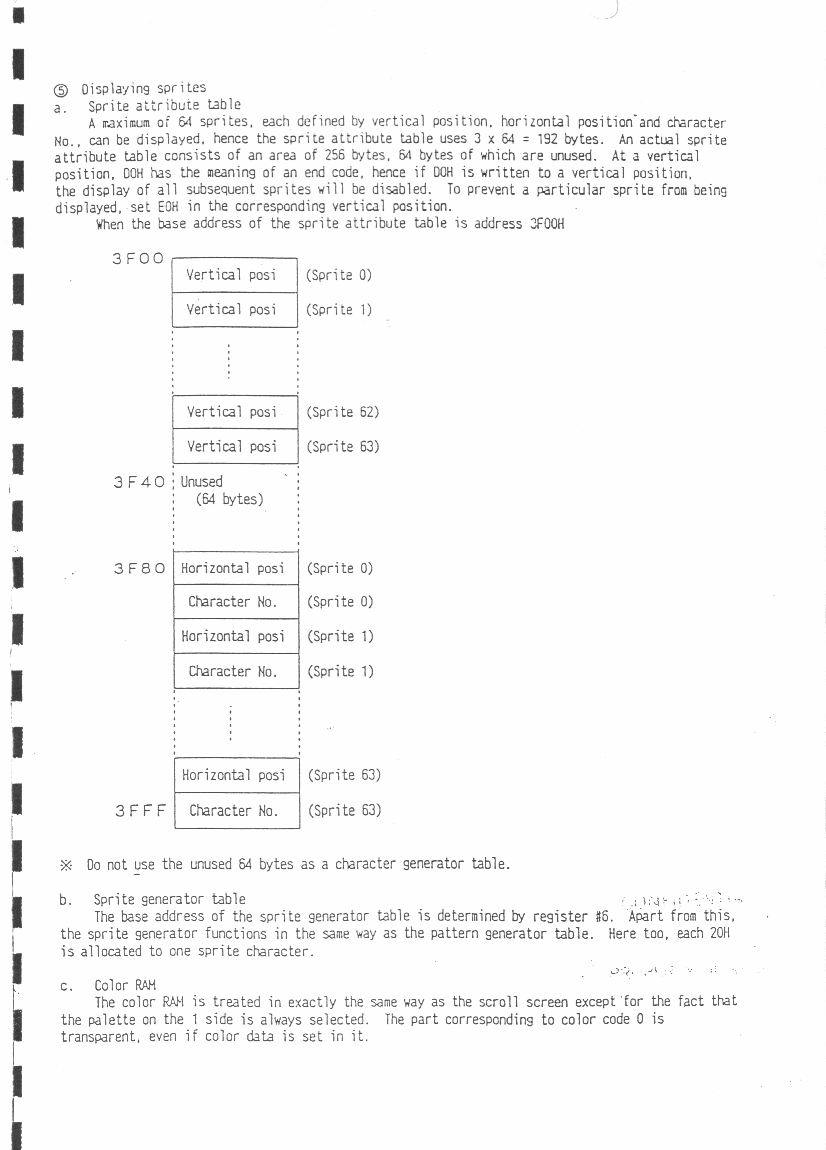 ⑤ Displaying sprites
a. Sprite attribute table
A maximum of 64 sprites, each defined by vertical position, horizontal position and character
No., can be displayed, hence the sprite attribute table uses 3 x 64 = 192 bytes. An actual sprite
attribute table consists of an area of 256 bytes, 64 bytes of which are unused. At a vertical
position, D0H has the meaning of an end code, hence if D0H is written to a vertical position,
the display of all subsequent sprites will be disabled. To prevent a particular sprite from being
displayed, set E0H in the corresponding vertical position.
When the base address of the sprite attribute table is address 3F00H
3F00
Vertical posi (Sprite 0)
Vertical posi (Sprite 1)
Vertical posi (Sprite 62)
Vertical posi (Sprite 63)
3F40 Unused
(64 bytes)
3F80 Horizontal posi (Sprite 0)
Character No. (Sprite 0)
Horizontal posi (Sprite 1)
Character No. (Sprite 1)
Horizontal posi (Sprite 63)
3FFF Character No. (Sprite 63)
※ Do not use the unused 64 bytes as a character generator table.
b. Sprite generator table
The base address of the sprite generator table is determined by register #6. Apart from this,
the sprite generator functions in the same way as the pattern generator table. Here too, each 20H
is allocated to one sprite character.
c. Color RAM
The color RAM is treated in exactly the same way as the scroll screen except for the fact that
the palette on the 1 side is always selected. The part corresponding to color code 0 is
transparent, even if color data is set in it.